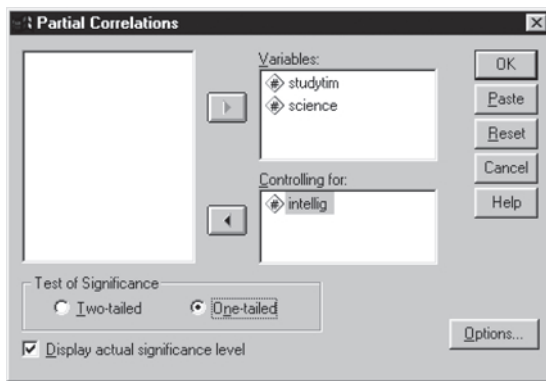 Partial Correlations
Variables:
studytim
science
Controlling for:
intellig
OK
Paste
Reset
Cancel
Help
Test of Significance
Two-tailed
One-tailed
Display actual significance level
Options...